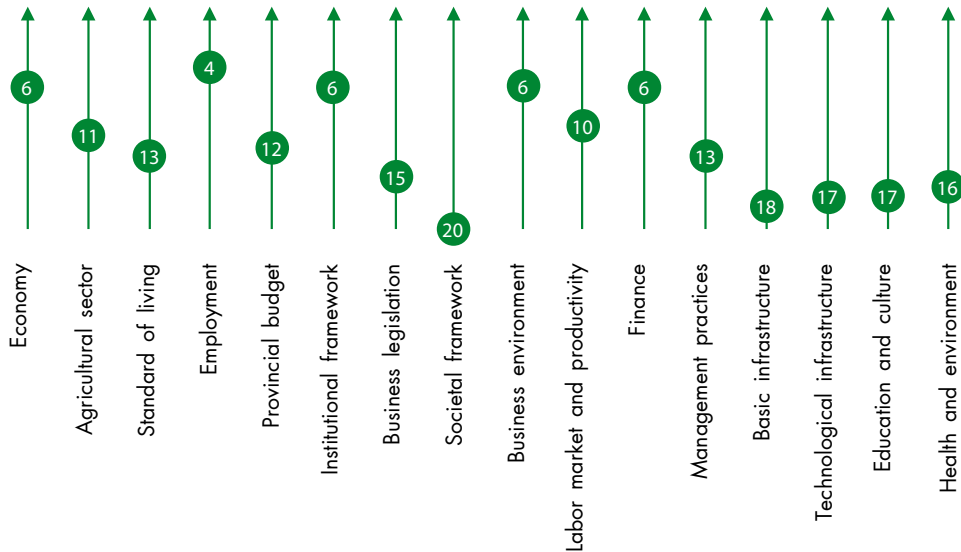 6
11
13
4
12
6
15
20
6
10
6
13
18
17
17
16
Economy
Agricultural sector
Standard of living
Employment
Provincial budget
Institutional framework
Business legislation
Societal framework
Business environment
Labor market and productivity
Finance
Management practices
Basic infrastructure
Technological infrastructure
Education and culture
Health and environment